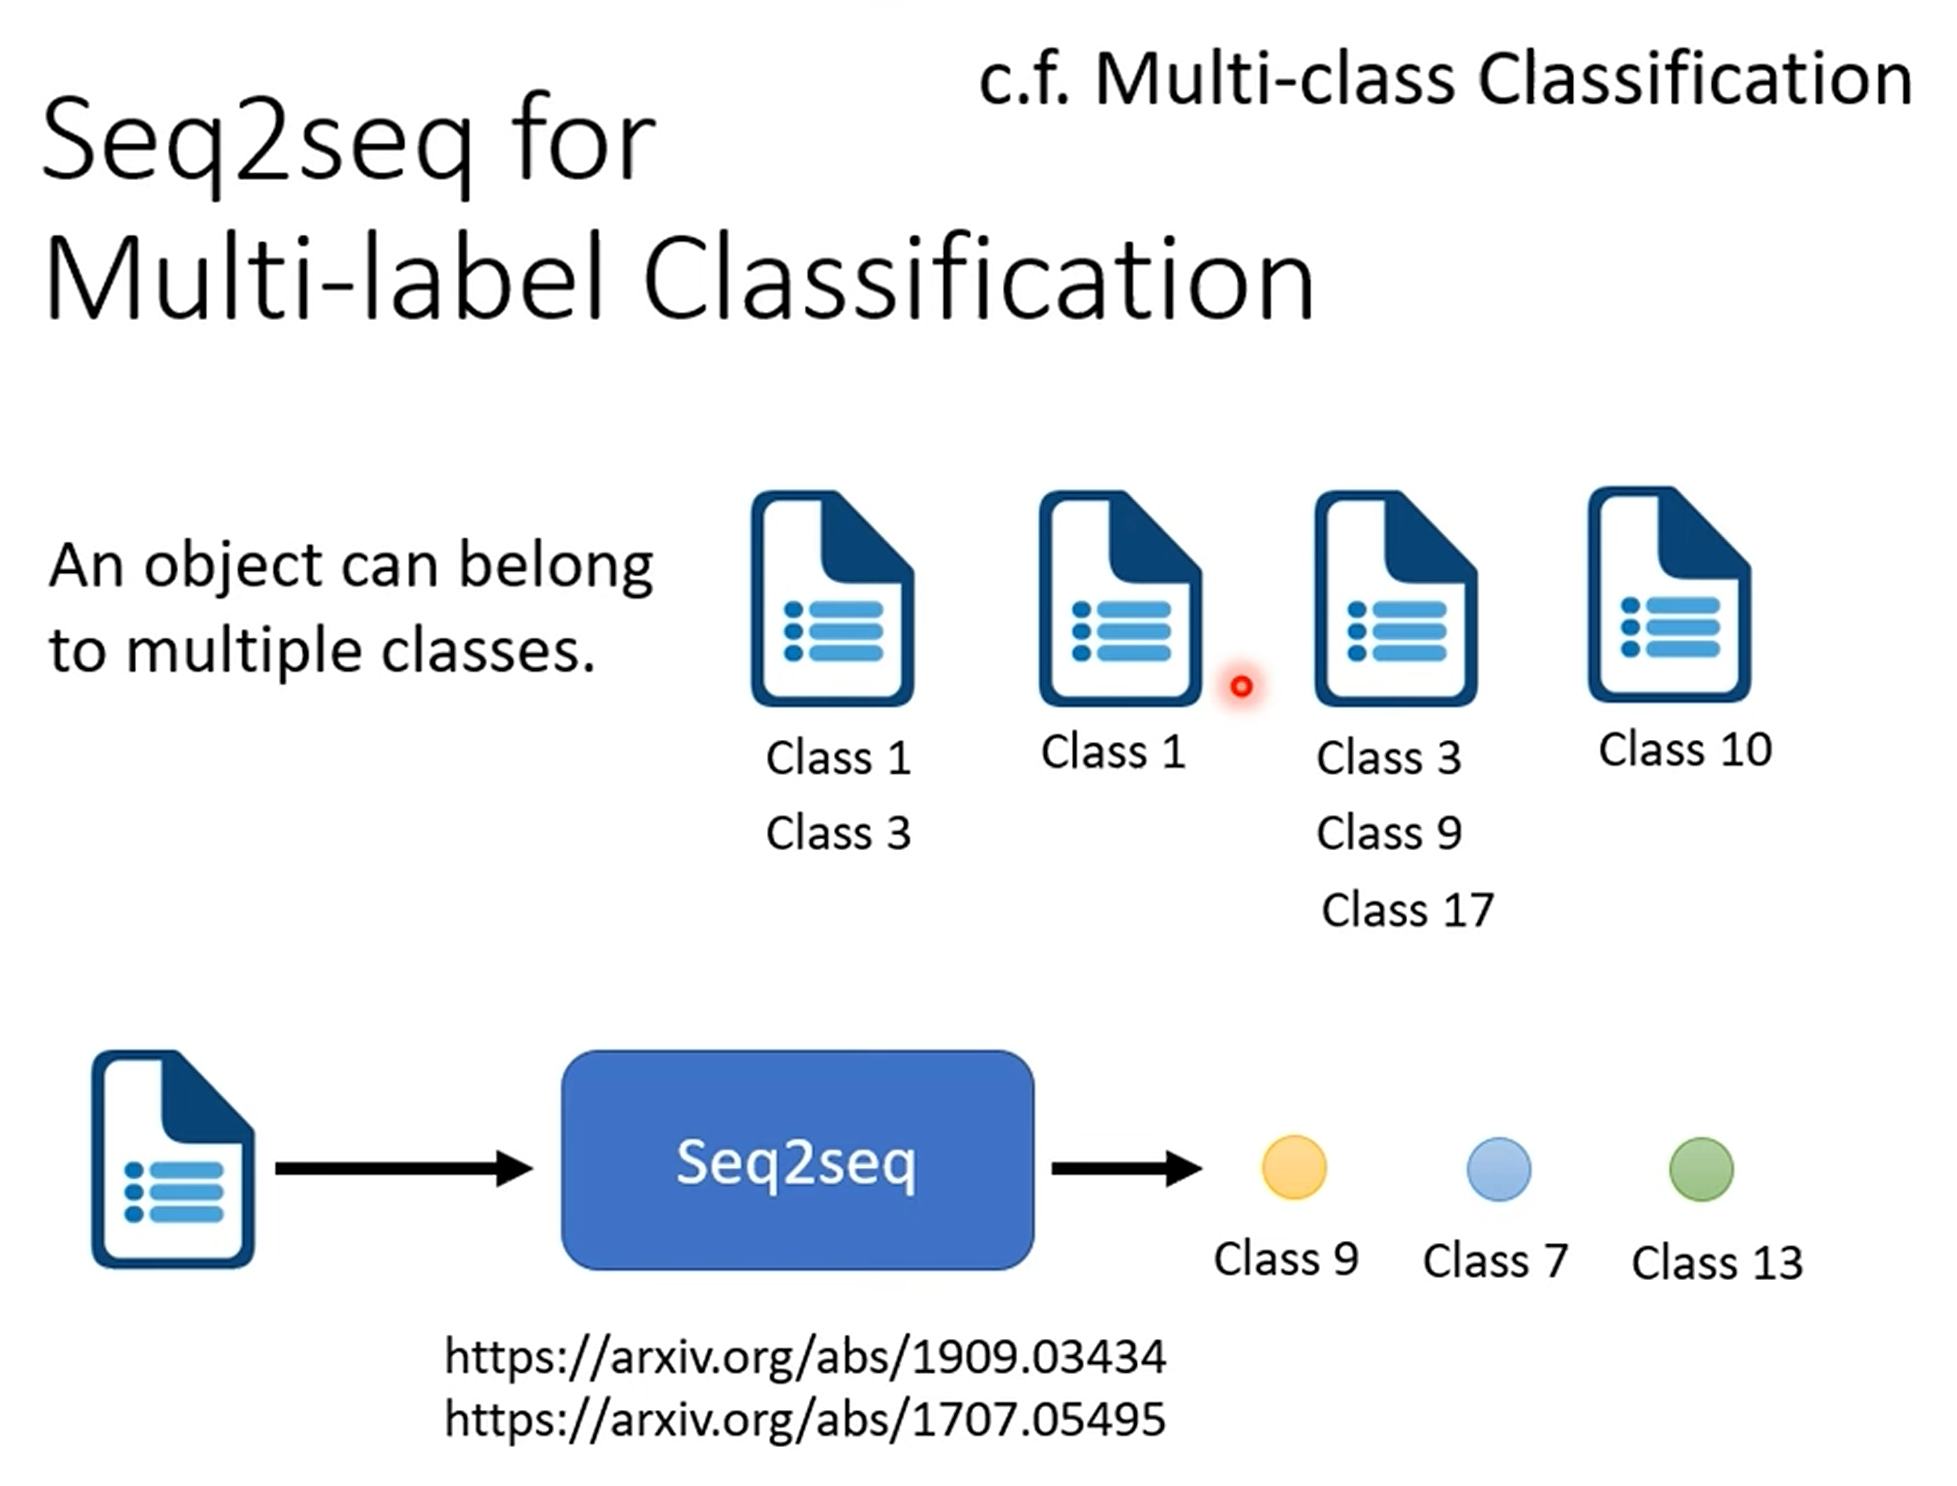 c.f. Multi-class Classification
Seq2seq for
Multi-label Classification
An object can belong
to multiple classes.
Class 1
Class 3
Class 1
Class 3
Class 9
Class 17
Class 10
Seq2seq
Class 9
Class 7
Class 13
https://arxiv.org/abs/1909.03434
https://arxiv.org/abs/1707.05495